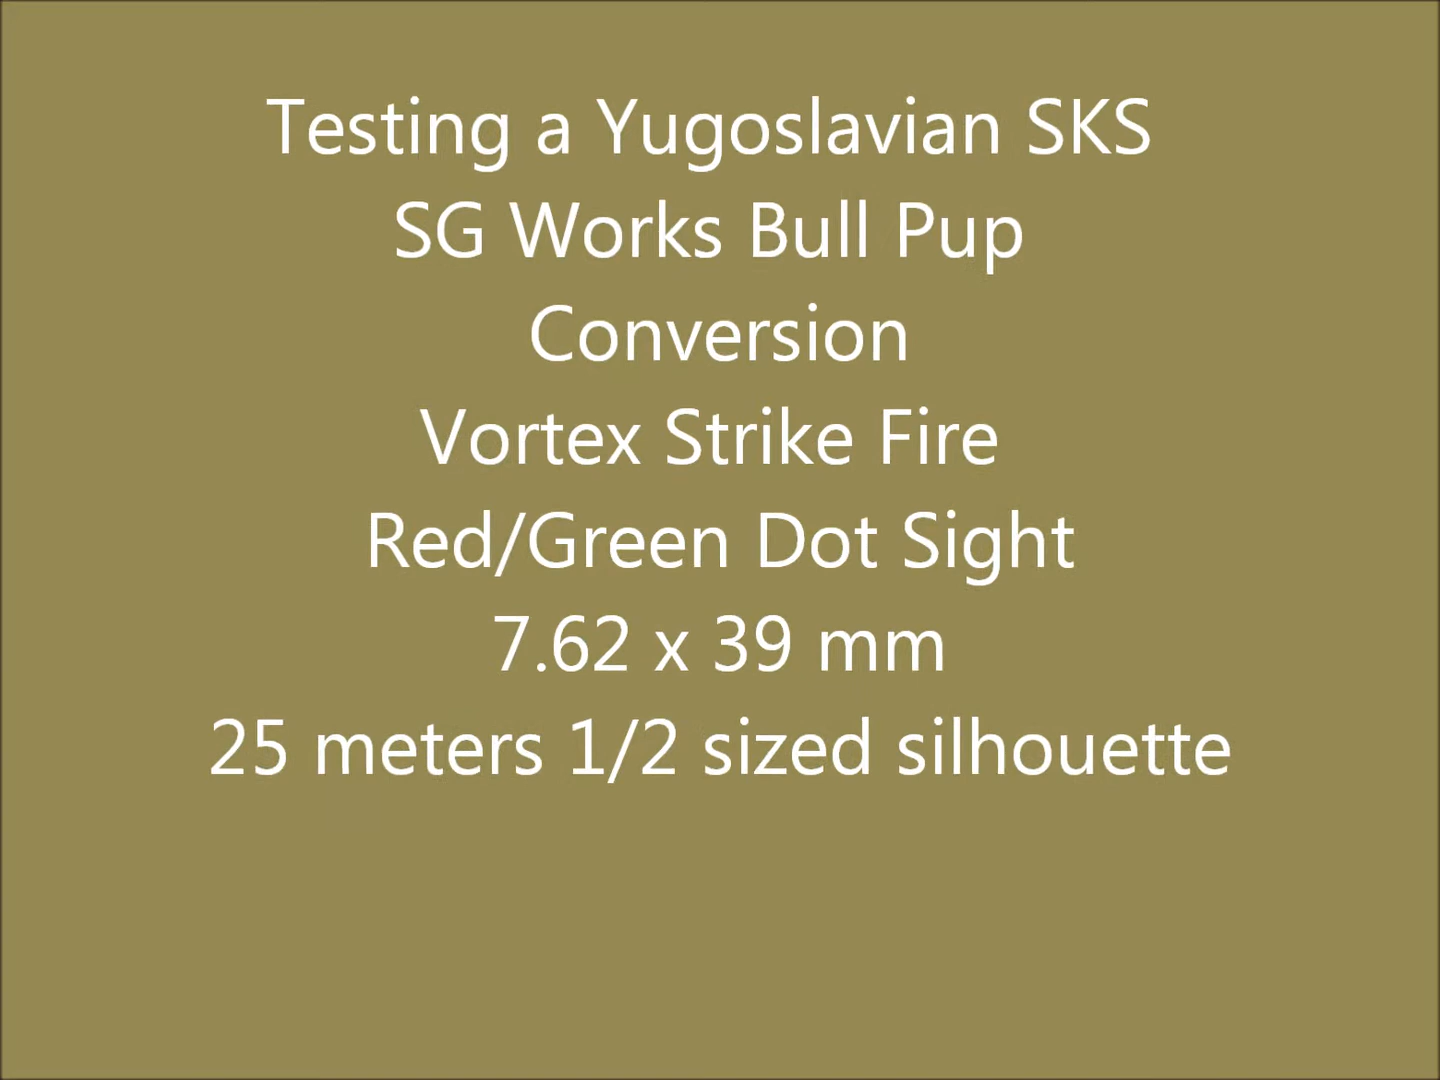 Testing a Yugoslavian SKS
SG Works Bull Pup
Conversion
Vortex Strike Fire
Red/Green Dot Sight
7.62 x 39 mm
25 meters 1/2 sized silhouette